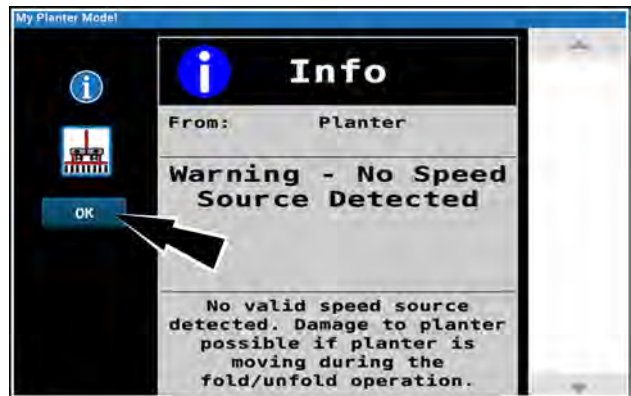 My Planter Model
i Info
i
From: Planter
Warning - No Speed
Source Detected
OK
No valid speed source
detected. Damage to planter
possible if planter is
moving during the
fold/unfold operation.